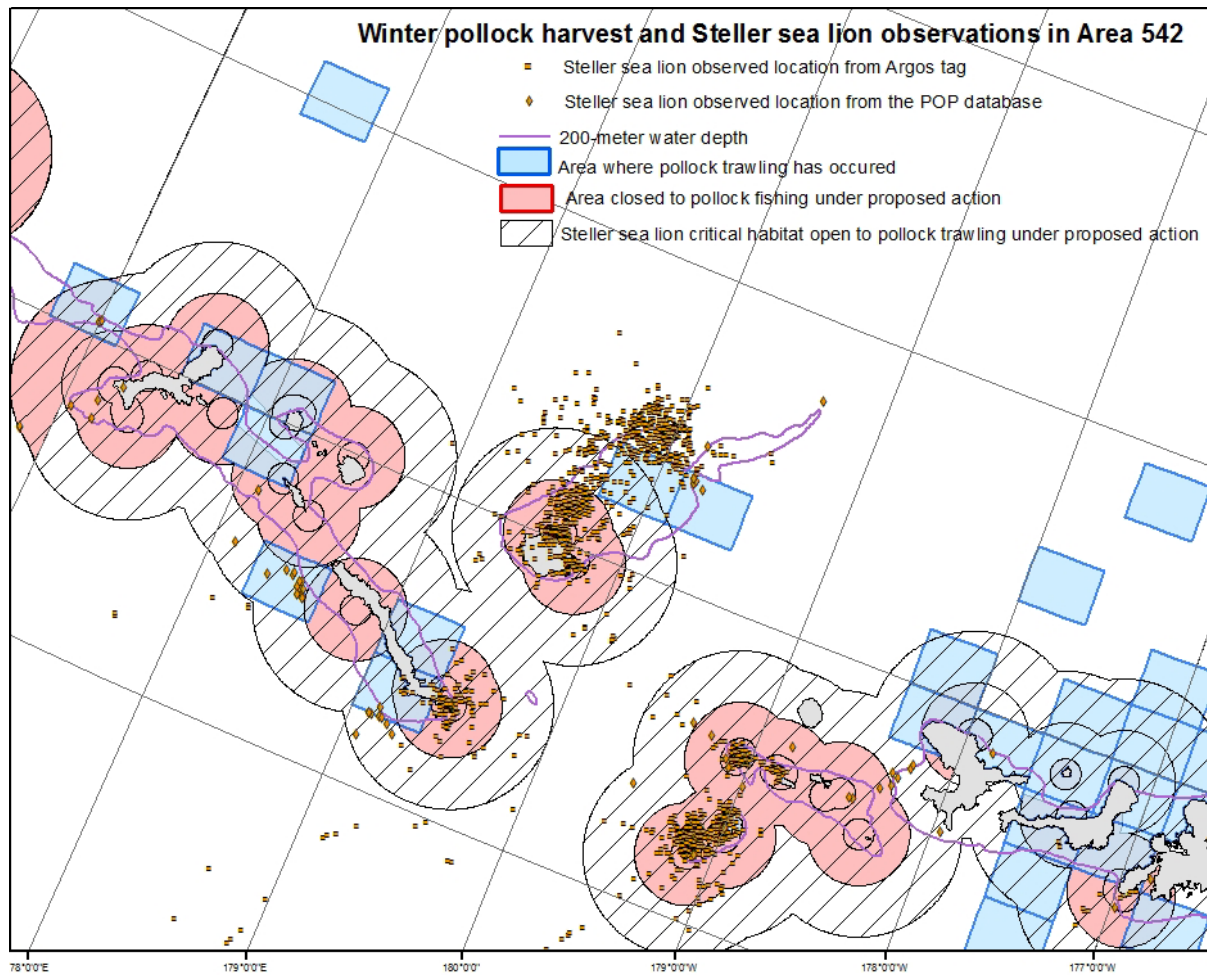 Winter pollock harvest and Steller sea lion observations in Area 542
Steller sea lion observed location from Argos tag
Steller sea lion observed location from the POP database
200-meter water depth
Area where pollock trawling has occured
Area closed to pollock fishing under proposed action
Steller sea lion critical habitat open to pollock trawling under proposed action
78°0'0"E 179°0'0"E 180°0'0" 179°0'0"W 178°0'0"W 177°0'0"W